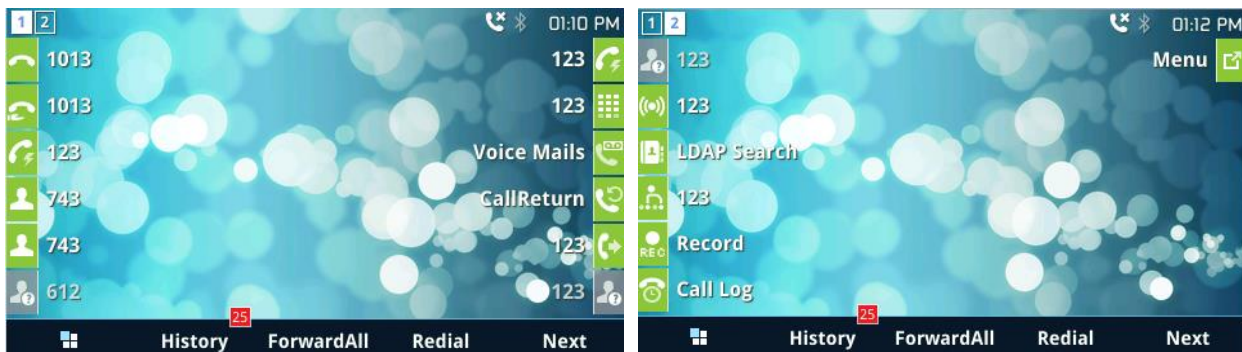 1 2 01:10 PM
1013 123
1013 123
123 Voice Mails
743 CallReturn
743 123
612 123
25
History ForwardAll Redial Next
1 2 01:12 PM
123 Menu
123
LDAP Search
123
REC Record
Call Log
25
History ForwardAll Redial Next